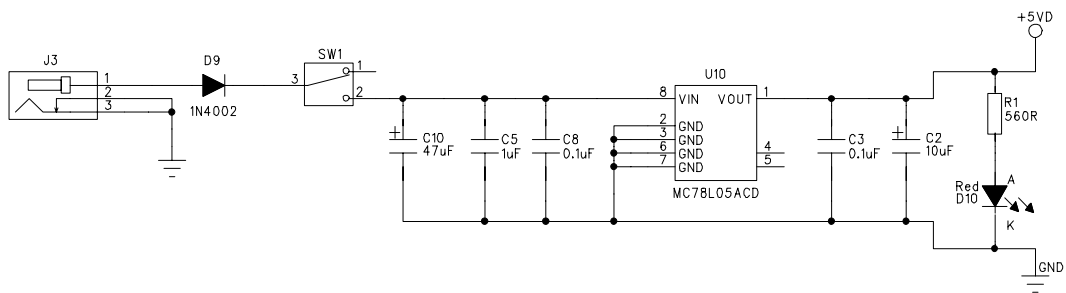 +5VD
J3
D9
SW1
U10
1
2
3
1N4002
3
1
2
8
VIN
VOUT
1
2
GND
3
GND
6
GND
7
GND
4
5
MC78L05ACD
C10
47uF
C5
1uF
C8
0.1uF
C3
0.1uF
C2
10uF
R1
560R
Red
D10
A
K
GND